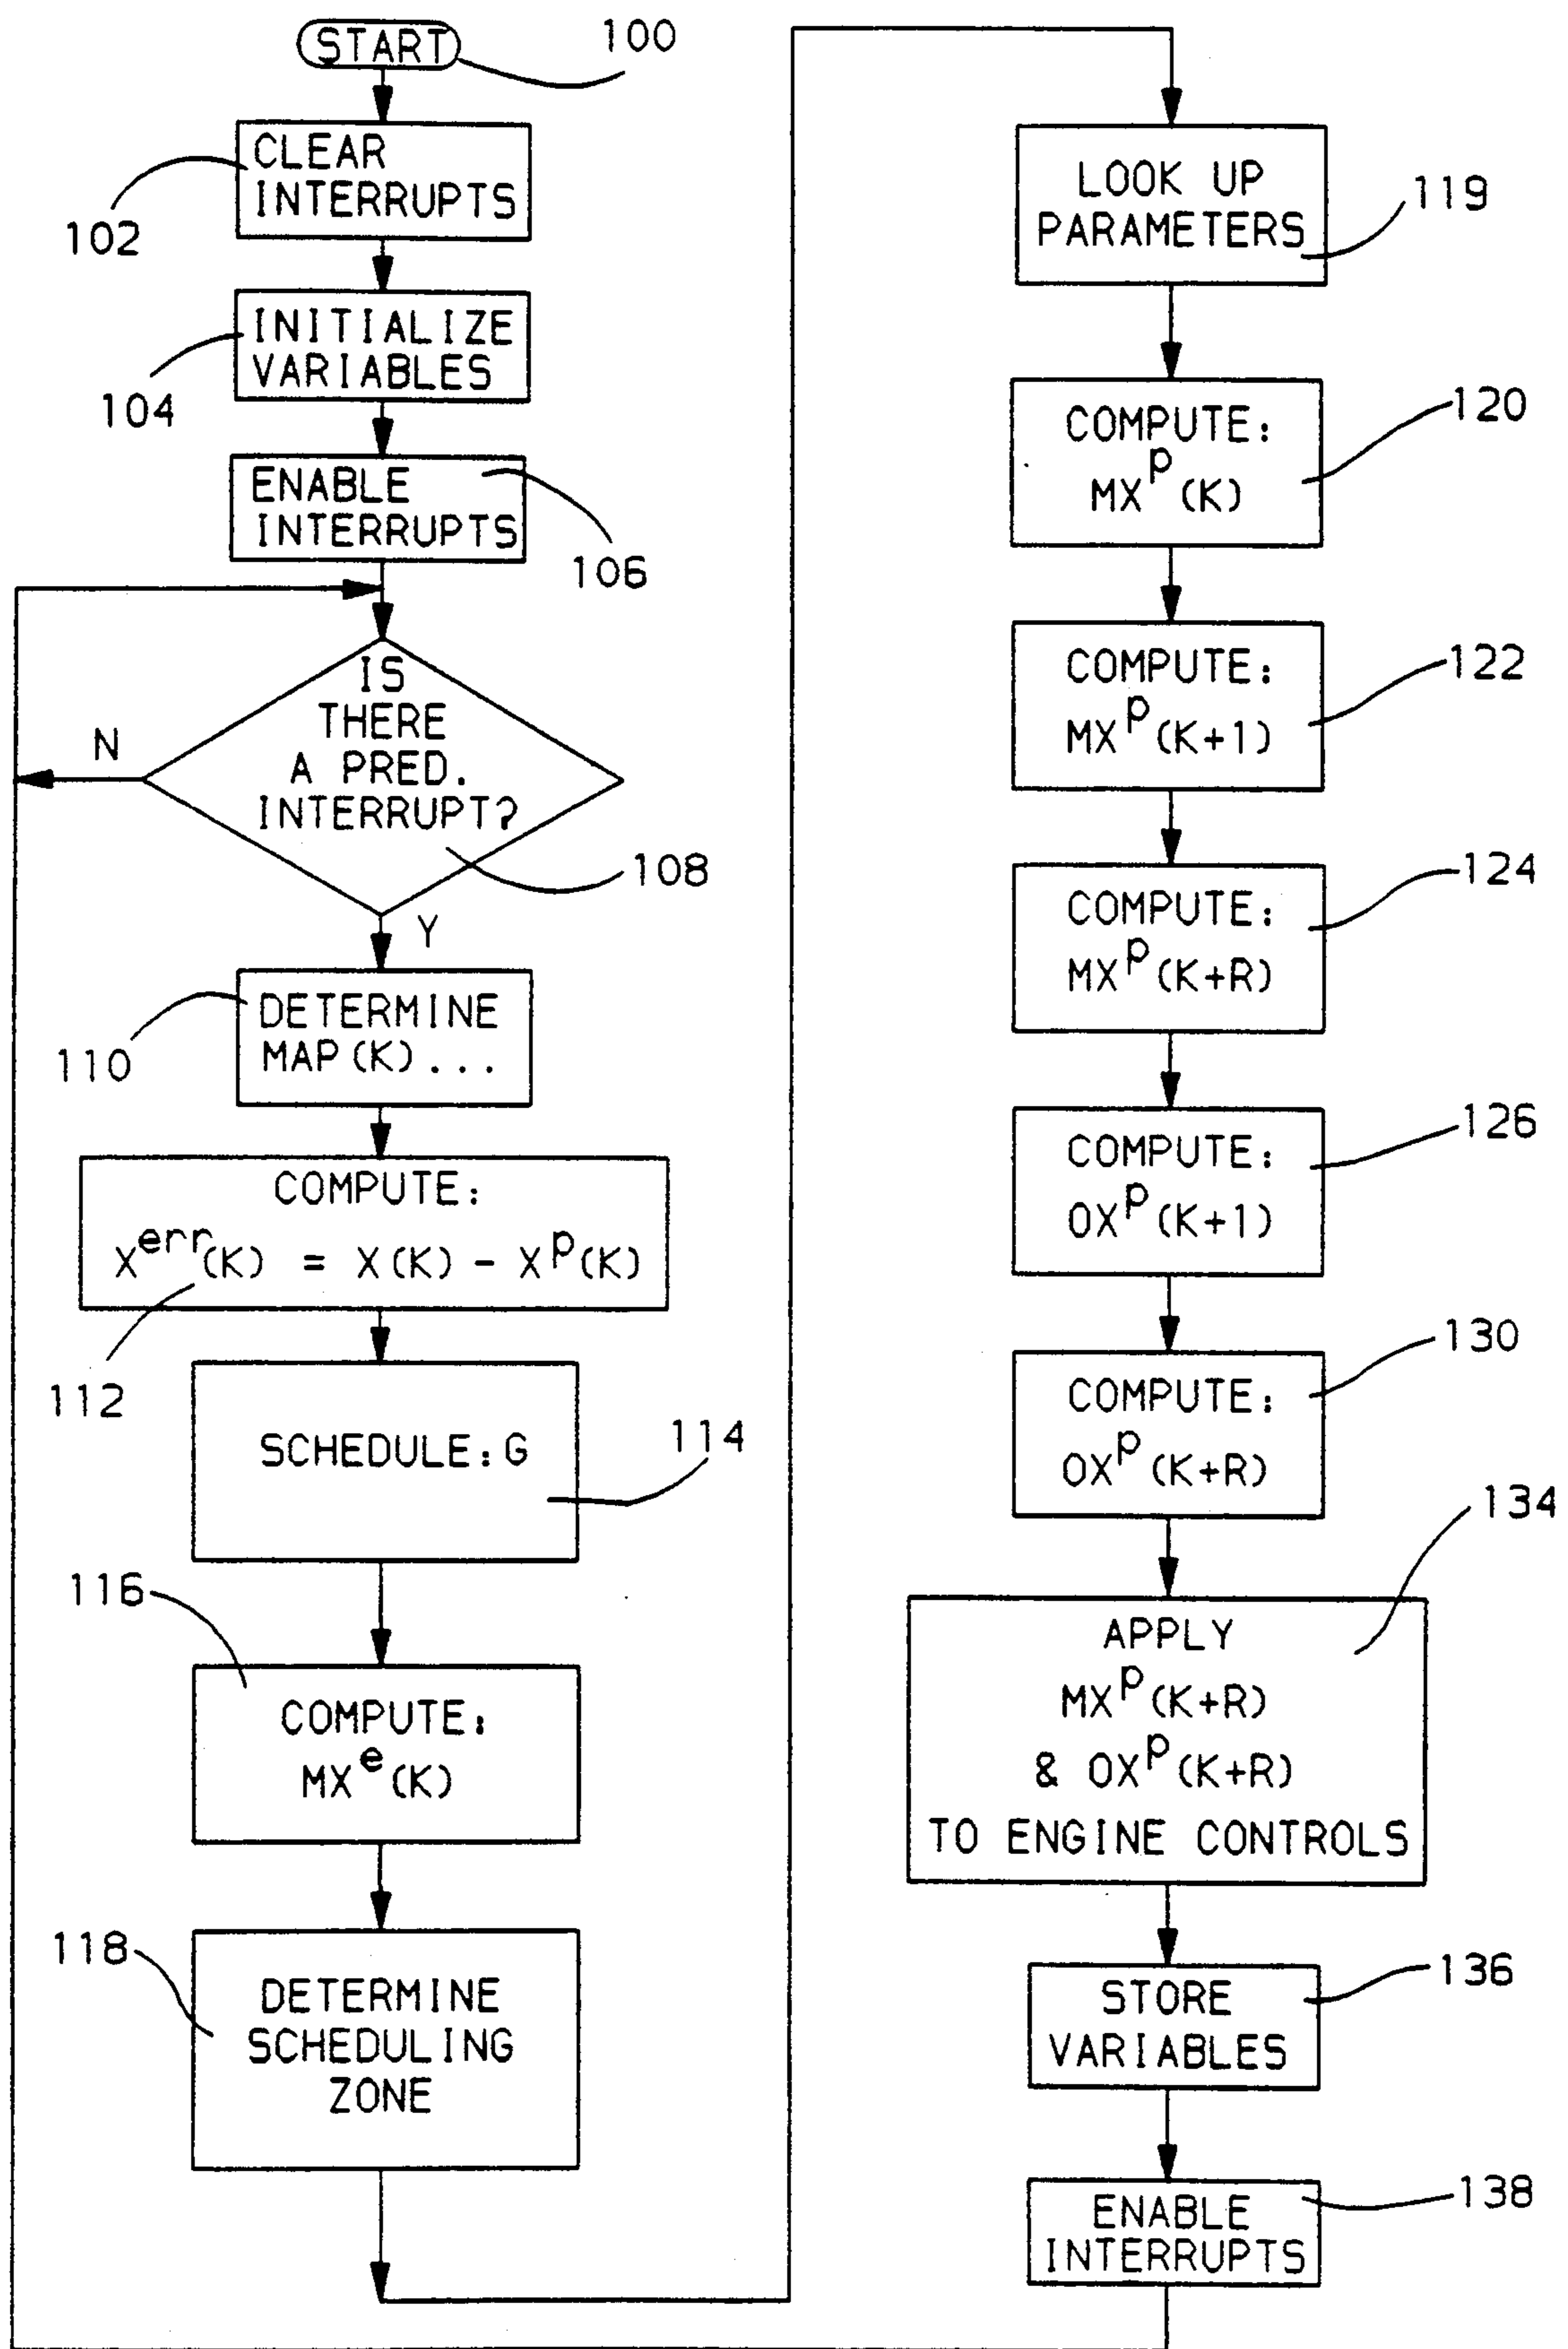 START
100
CLEAR
INTERRUPTS
102
INITIALIZE
VARIABLES
104
ENABLE
INTERRUPTS
106
IS
THERE
A PRED.
INTERRUPT?
N
108
Y
DETERMINE
MAP(K)...
110
COMPUTE:
X^err(K) = X(K) - X^p(K)
112
SCHEDULE: G
114
116
COMPUTE:
MX^e(K)
118
DETERMINE
SCHEDULING
ZONE
LOOK UP
PARAMETERS
119
COMPUTE:
MX^p(K)
120
COMPUTE:
MX^p(K+1)
122
COMPUTE:
MX^p(K+R)
124
COMPUTE:
OX^p(K+1)
126
COMPUTE:
OX^p(K+R)
130
134
APPLY
MX^p(K+R)
& OX^p(K+R)
TO ENGINE CONTROLS
STORE
VARIABLES
136
ENABLE
INTERRUPTS
138